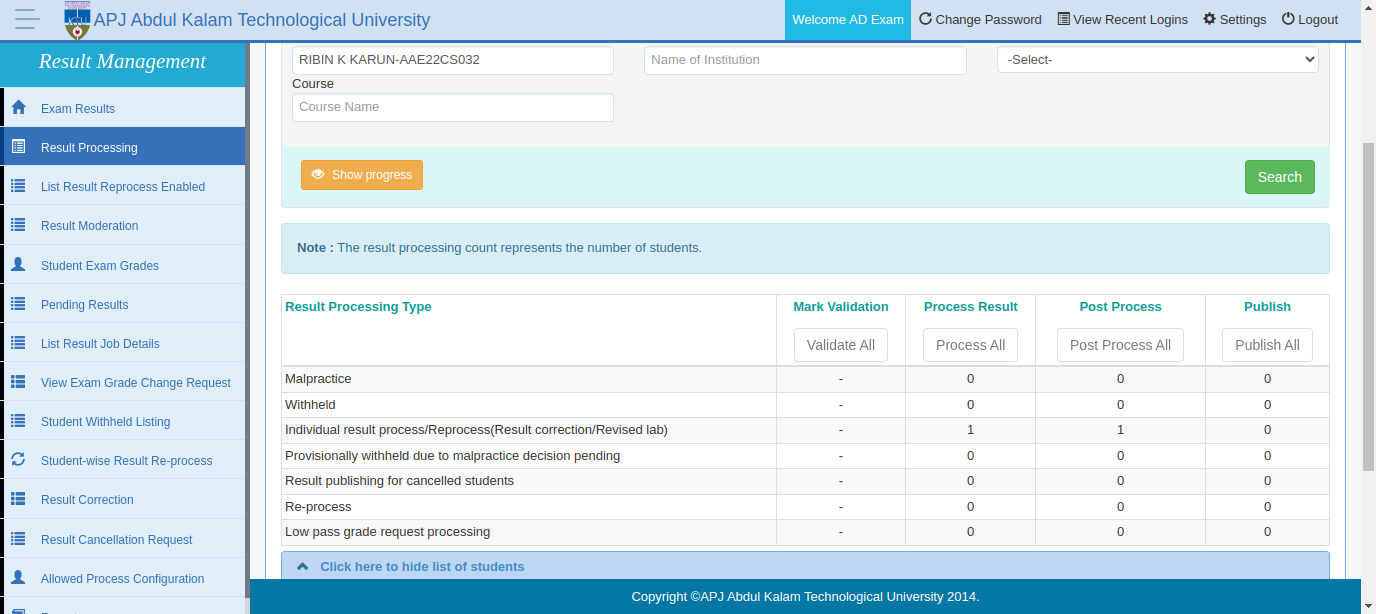 APJ Abdul Kalam Technological University
Welcome AD Exam Change Password View Recent Logins Settings Logout
Result Management
Exam Results
Result Processing
List Result Reprocess Enabled
Result Moderation
Student Exam Grades
Pending Results
List Result Job Details
View Exam Grade Change Request
Student Withheld Listing
Student-wise Result Re-process
Result Correction
Result Cancellation Request
Allowed Process Configuration
RIBIN K KARUN-AAE22CS032 Name of Institution -Select-
Course
Course Name
Show progress Search
Note : The result processing count represents the number of students.
Result Processing Type Mark Validation Process Result Post Process Publish
Validate All Process All Post Process All Publish All
Malpractice - 0 0 0
Withheld - 0 0 0
Individual result process/Reprocess(Result correction/Revised lab) - 1 1 0
Provisionally withheld due to malpractice decision pending - 0 0 0
Result publishing for cancelled students - 0 0 0
Re-process - 0 0 0
Low pass grade request processing - 0 0 0
Click here to hide list of students
Copyright ©APJ Abdul Kalam Technological University 2014.